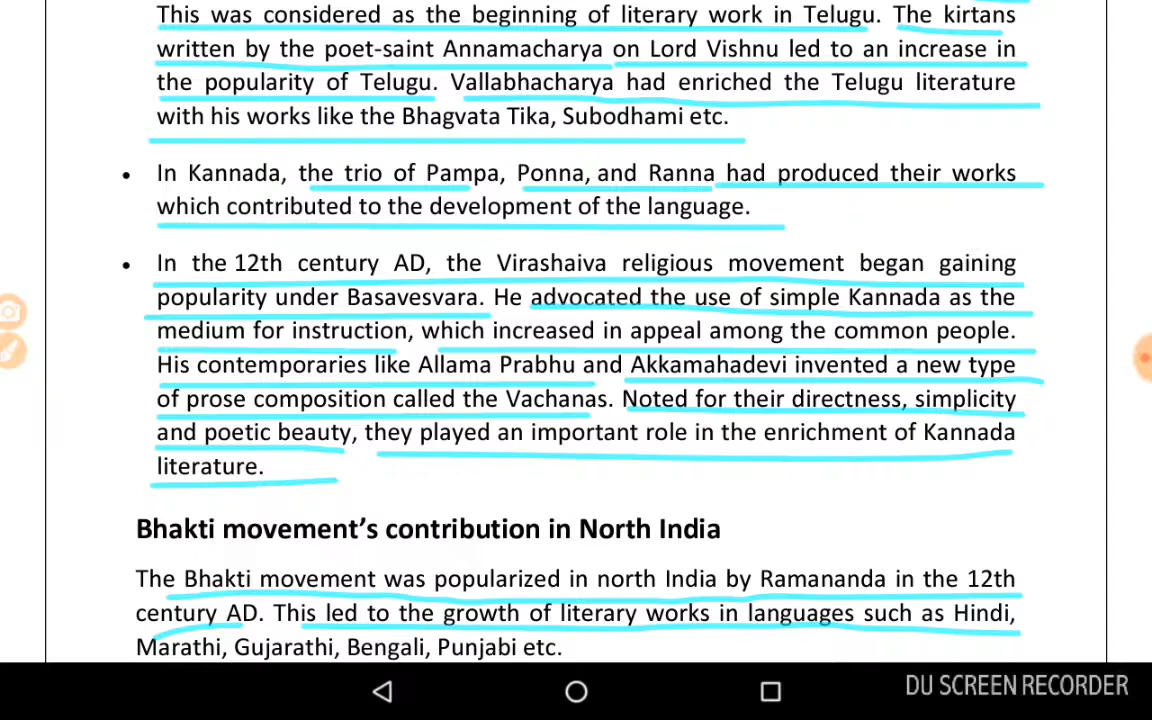 This was considered as the beginning of literary work in Telugu. The kirtans
written by the poet-saint Annamacharya on Lord Vishnu led to an increase in
the popularity of Telugu. Vallabhacharya had enriched the Telugu literature
with his works like the Bhagvata Tika, Subodhami etc.
• In Kannada, the trio of Pampa, Ponna, and Ranna had produced their works
which contributed to the development of the language.
• In the 12th century AD, the Virashaiva religious movement began gaining
popularity under Basavesvara. He advocated the use of simple Kannada as the
medium for instruction, which increased in appeal among the common people.
His contemporaries like Allama Prabhu and Akkamahadevi invented a new type
of prose composition called the Vachanas. Noted for their directness, simplicity
and poetic beauty, they played an important role in the enrichment of Kannada
literature.
Bhakti movement's contribution in North India
The Bhakti movement was popularized in north India by Ramananda in the 12th
century AD. This led to the growth of literary works in languages such as Hindi,
Marathi, Gujarathi, Bengali, Punjabi etc.
DU SCREEN RECORDER